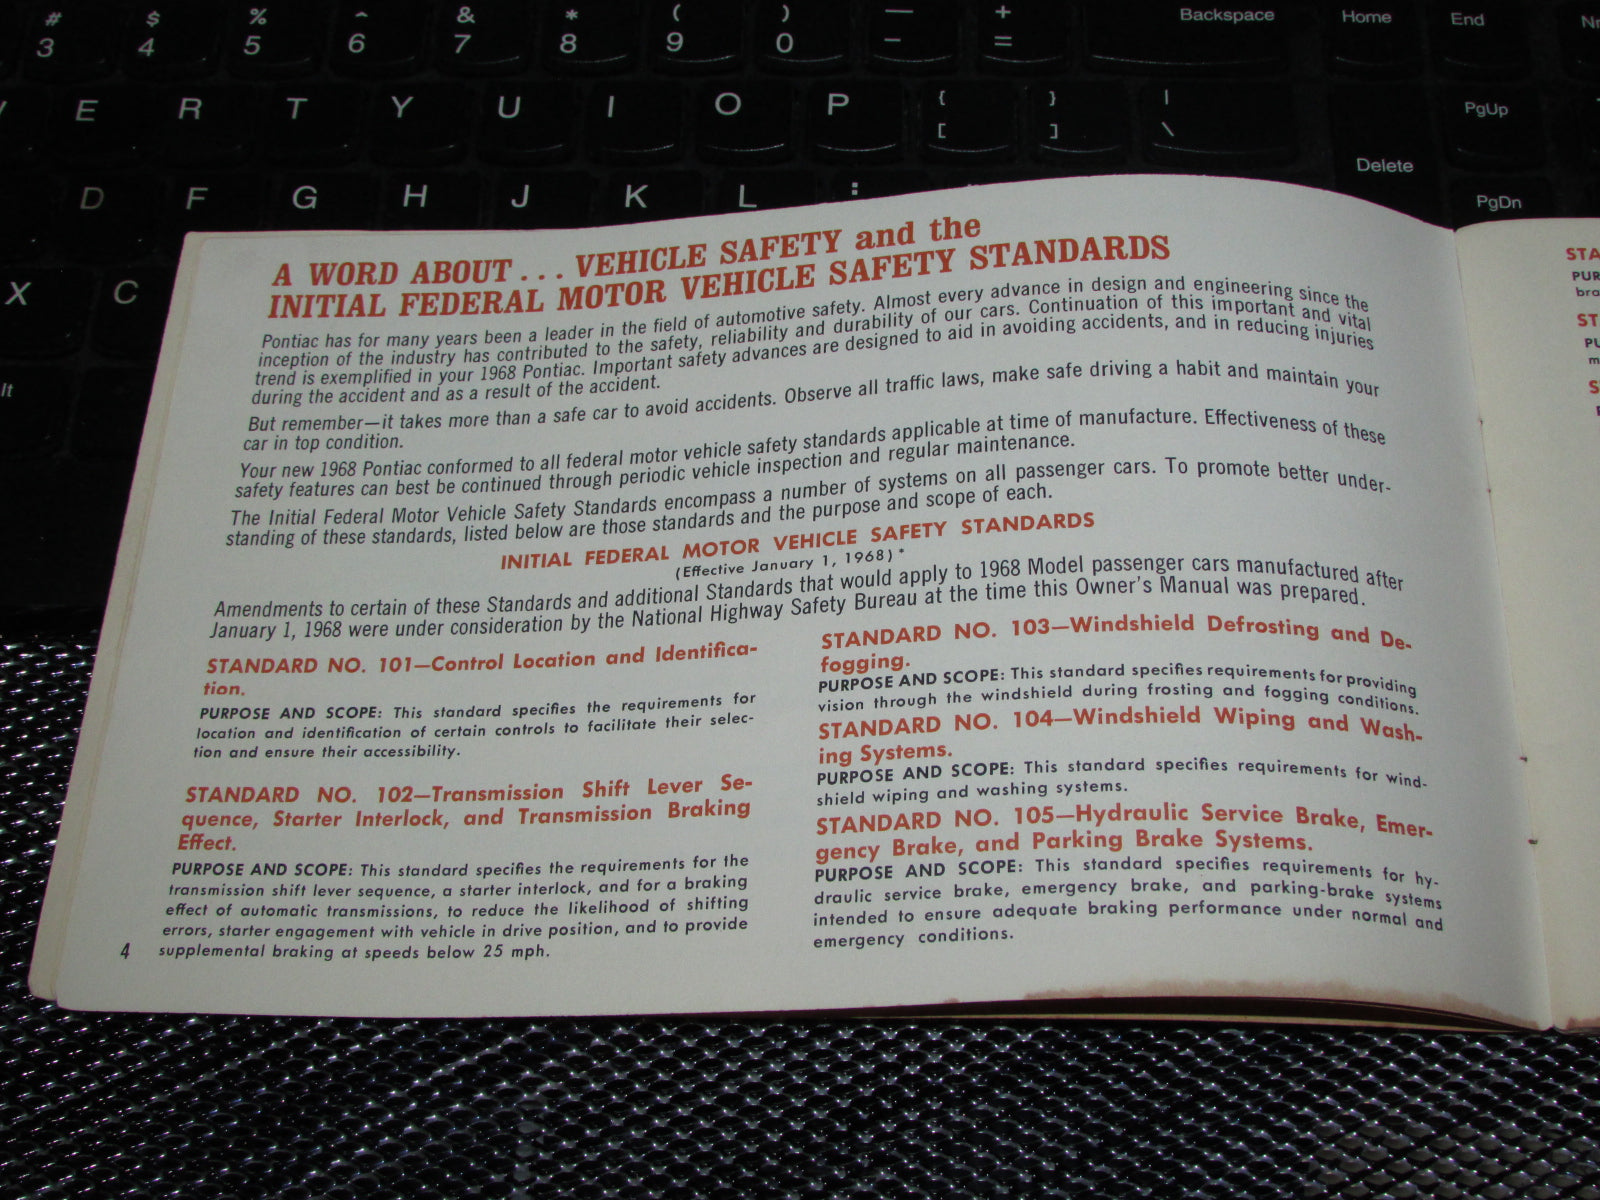 # $ % ^ & * ( ) — +
3 4 5 6 7 8 9 0 – =
Backspace Home End
E R T Y U I O P { } |
[ ] \
PgUp
Delete
D F G H J K L :
PgDn
X C
lt
A WORD ABOUT . . . VEHICLE SAFETY and the
INITIAL FEDERAL MOTOR VEHICLE SAFETY STANDARDS
Pontiac has for many years been a leader in the field of automotive safety. Almost every advance in design and engineering since the
inception of the industry has contributed to the safety, reliability and durability of our cars. Continuation of this important and vital
trend is exemplified in your 1968 Pontiac. Important safety advances are designed to aid in avoiding accidents, and in reducing injuries
during the accident and as a result of the accident.
But remember—it takes more than a safe car to avoid accidents. Observe all traffic laws, make safe driving a habit and maintain your
car in top condition.
Your new 1968 Pontiac conformed to all federal motor vehicle safety standards applicable at time of manufacture. Effectiveness of these
safety features can best be continued through periodic vehicle inspection and regular maintenance.
The Initial Federal Motor Vehicle Safety Standards encompass a number of systems on all passenger cars. To promote better under-
standing of these standards, listed below are those standards and the purpose and scope of each.
INITIAL FEDERAL MOTOR VEHICLE SAFETY STANDARDS
(Effective January 1, 1968) *
Amendments to certain of these Standards and additional Standards that would apply to 1968 Model passenger cars manufactured after
January 1, 1968 were under consideration by the National Highway Safety Bureau at the time this Owner's Manual was prepared.
STANDARD NO. 101—Control Location and Identifica-
tion.
PURPOSE AND SCOPE: This standard specifies the requirements for
location and identification of certain controls to facilitate their selec-
tion and ensure their accessibility.
STANDARD NO. 102—Transmission Shift Lever Se-
quence, Starter Interlock, and Transmission Braking
Effect.
PURPOSE AND SCOPE: This standard specifies the requirements for the
transmission shift lever sequence, a starter interlock, and for a braking
effect of automatic transmissions, to reduce the likelihood of shifting
errors, starter engagement with vehicle in drive position, and to provide
supplemental braking at speeds below 25 mph.
4
STANDARD NO. 103—Windshield Defrosting and De-
fogging.
PURPOSE AND SCOPE: This standard specifies requirements for providing
vision through the windshield during frosting and fogging conditions.
STANDARD NO. 104—Windshield Wiping and Wash-
ing Systems.
PURPOSE AND SCOPE: This standard specifies requirements for wind-
shield wiping and washing systems.
STANDARD NO. 105—Hydraulic Service Brake, Emer-
gency Brake, and Parking Brake Systems.
PURPOSE AND SCOPE: This standard specifies requirements for hy-
draulic service brake, emergency brake, and parking-brake systems
intended to ensure adequate braking performance under normal and
emergency conditions.
STA
PUR
bra
ST
PU
m
S